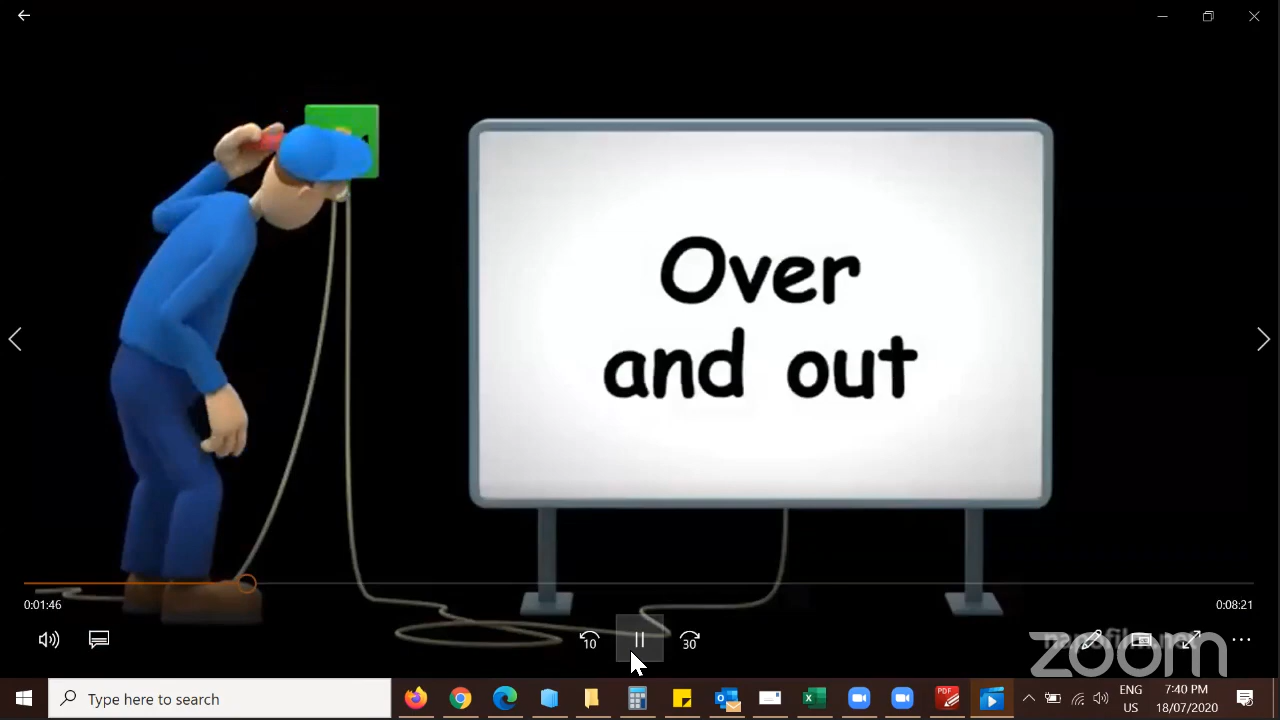 Over
and out
0:01:46
0:08:21
10
30
zoom
Type here to search
PDF
ENG
US
7:40 PM
18/07/2020